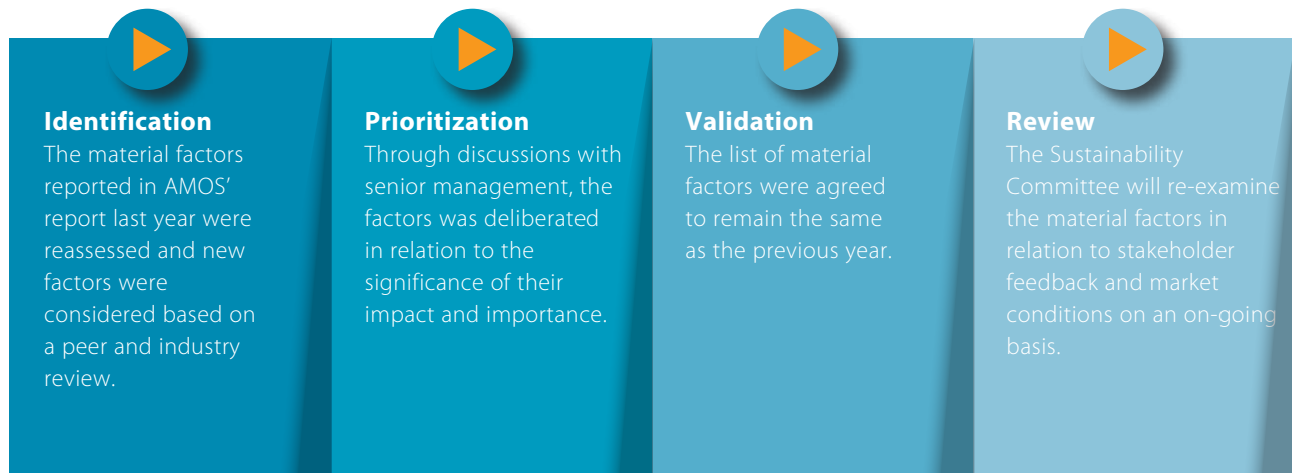 Identification
The material factors
reported in AMOS’
report last year were
reassessed and new
factors were
considered based on
a peer and industry
review.
Prioritization
Through discussions with
senior management, the
factors was deliberated
in relation to the
significance of their
impact and importance.
Validation
The list of material
factors were agreed
to remain the same
as the previous year.
Review
The Sustainability
Committee will re-examine
the material factors in
relation to stakeholder
feedback and market
conditions on an on-going
basis.